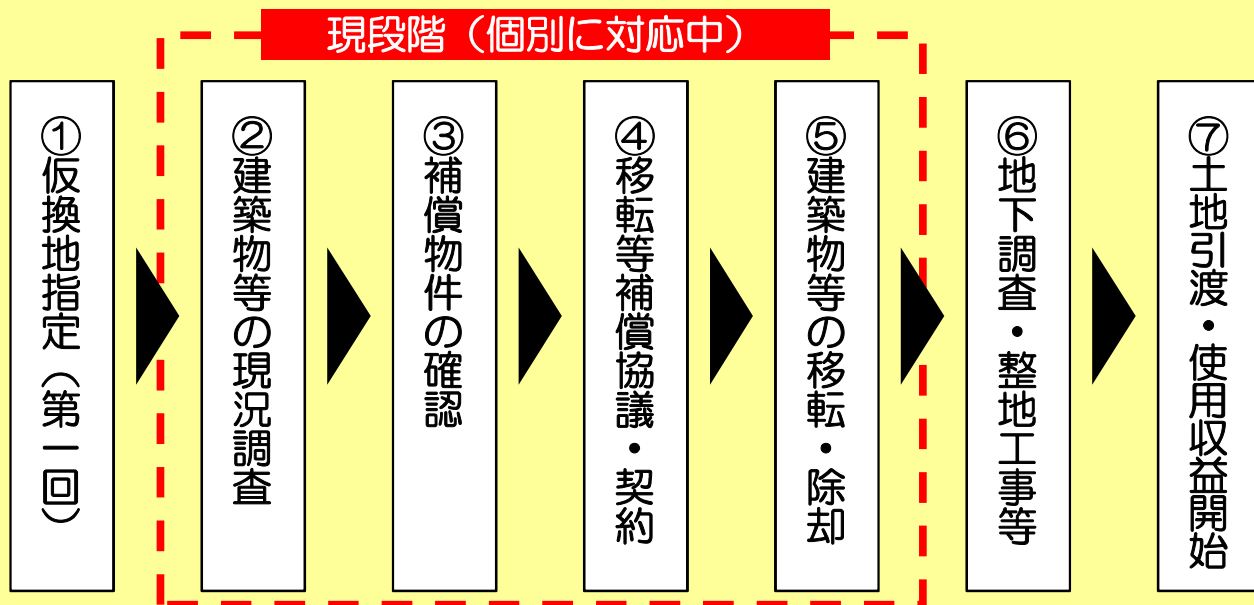 現段階（個別に対応中）
①仮換地指定（第一回）
②建築物等の現況調査
③補償物件の確認
④移転等補償協議・契約
⑤建築物等の移転・除却
⑥地下調査・整地工事等
⑦土地引渡・使用収益開始